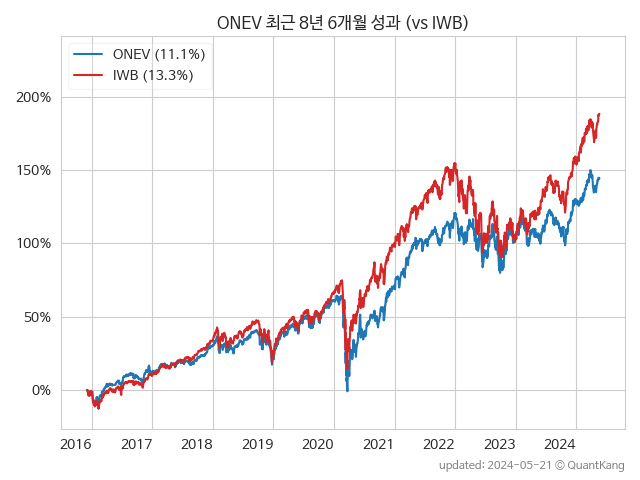 ONEV 최근 8년 6개월 성과 (vs IWB)
ONEV (11.1%)
IWB (13.3%)
200%
150%
100%
50%
0%
2016 2017 2018 2019 2020 2021 2022 2023 2024
updated: 2024-05-21 © QuantKang